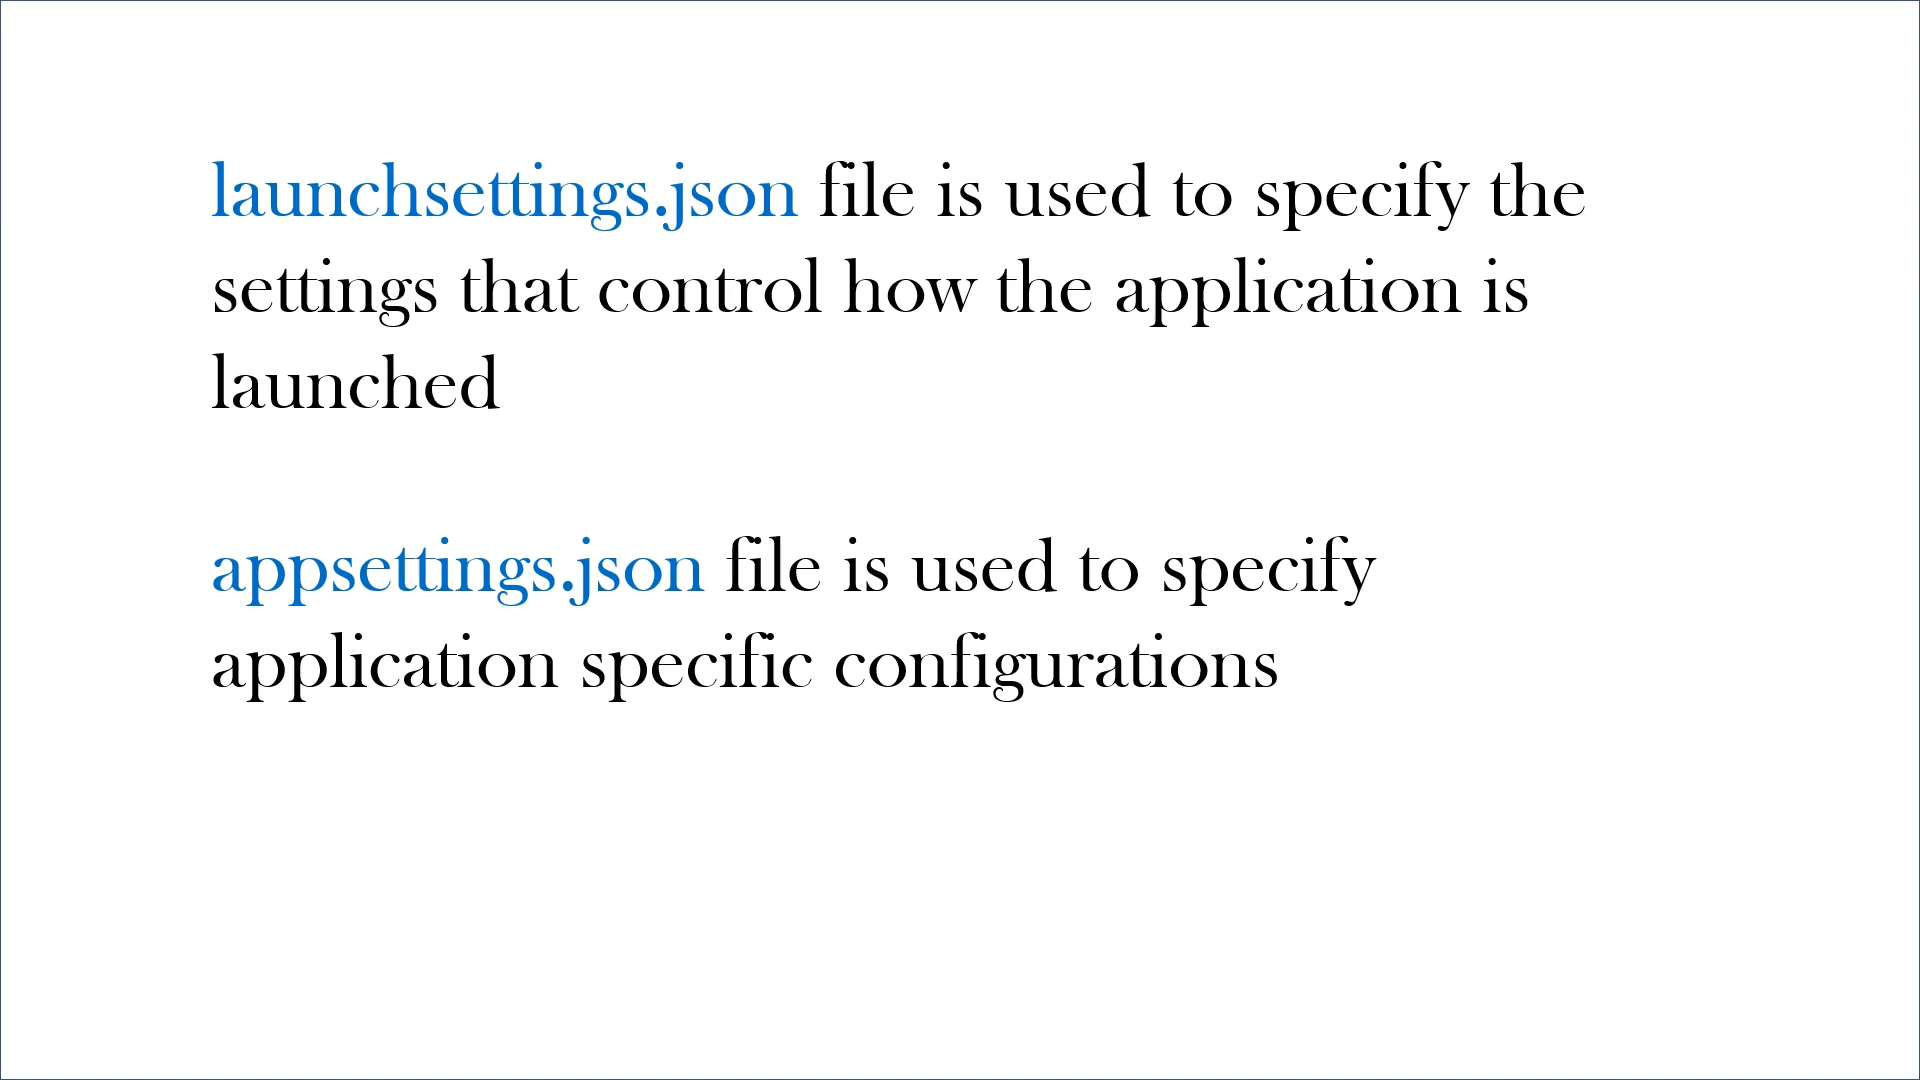 launchsettings.json file is used to specify the
settings that control how the application is
launched
appsettings.json file is used to specify
application specific configurations